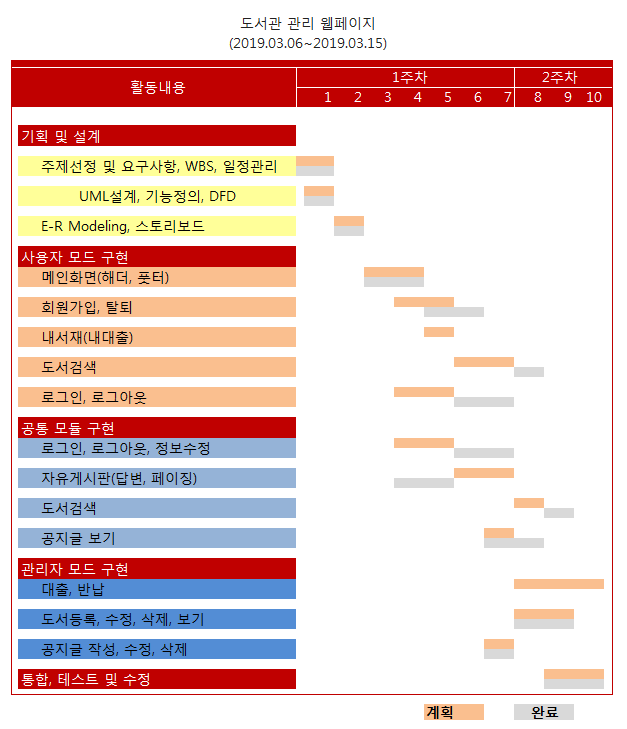 도서관 관리 웹페이지
(2019.03.06~2019.03.15)
활동내용
1주차 2주차
1 2 3 4 5 6 7 8 9 10
기획 및 설계
주제선정 및 요구사항, WBS, 일정관리
UML설계, 기능정의, DFD
E-R Modeling, 스토리보드
사용자 모드 구현
메인화면(해더, 풋터)
회원가입, 탈퇴
내서재(내대출)
도서검색
로그인, 로그아웃
공통 모듈 구현
로그인, 로그아웃, 정보수정
자유게시판(답변, 페이징)
도서검색
공지글 보기
관리자 모드 구현
대출, 반납
도서등록, 수정, 삭제, 보기
공지글 작성, 수정, 삭제
통합, 테스트 및 수정
계획 완료